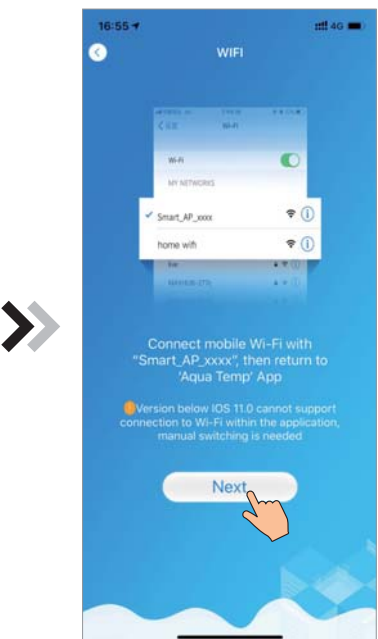 16:55
4G
WIFI
Wi-Fi
Wi-Fi
MY NETWORKS
Smart_AP_xxxx
home wifi
Connect mobile Wi-Fi with
“Smart_AP_xxxx”, then return to
‘Aqua Temp’ App
Version below IOS 11.0 cannot support
connection to Wi-Fi within the application,
manual switching is needed
Next